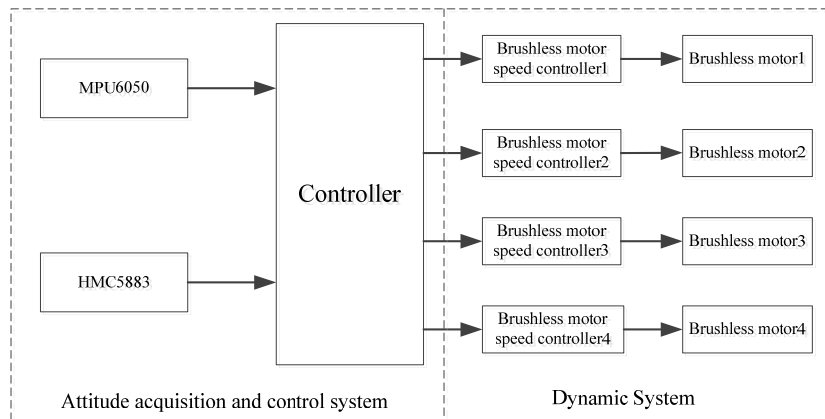 MPU6050
HMC5883
Controller
Attitude acquisition and control system
Brushless motor
speed controller1
Brushless motor1
Brushless motor
speed controller2
Brushless motor2
Brushless motor
speed controller3
Brushless motor3
Brushless motor
speed controller4
Brushless motor4
Dynamic System